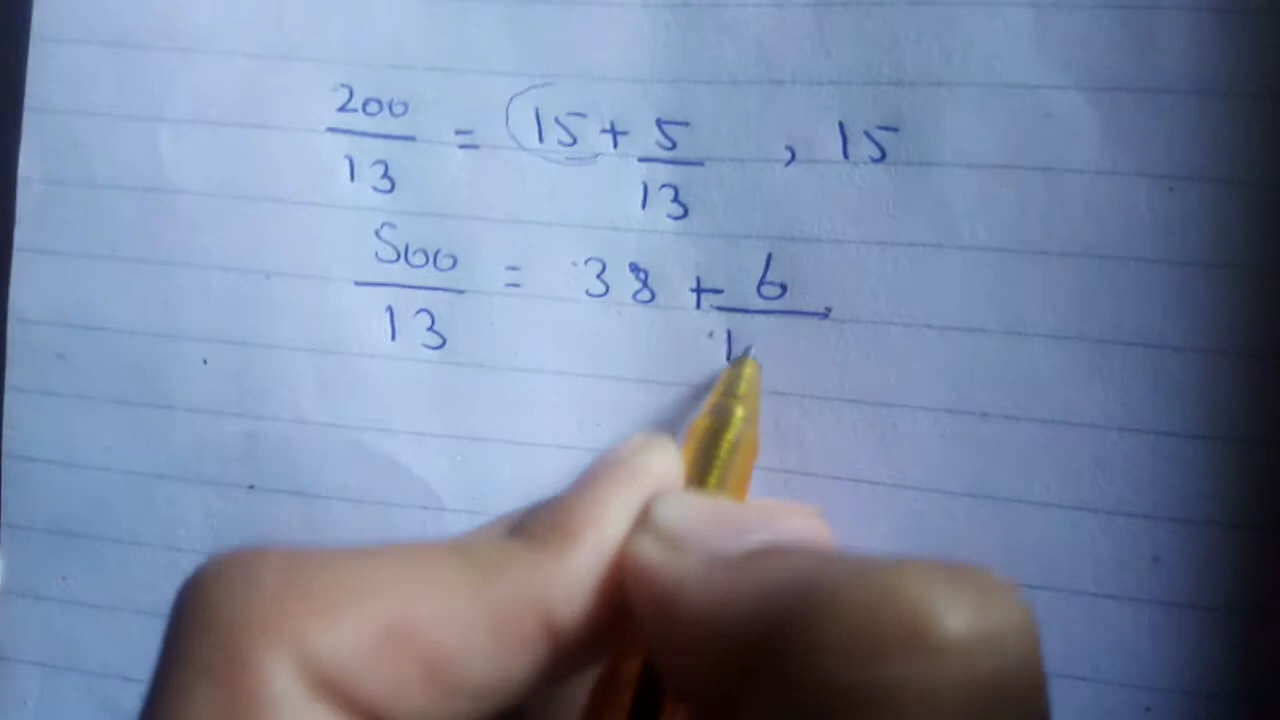 200/13 = 15 + 5/13 , 15
500/13 = 38 + 6/1